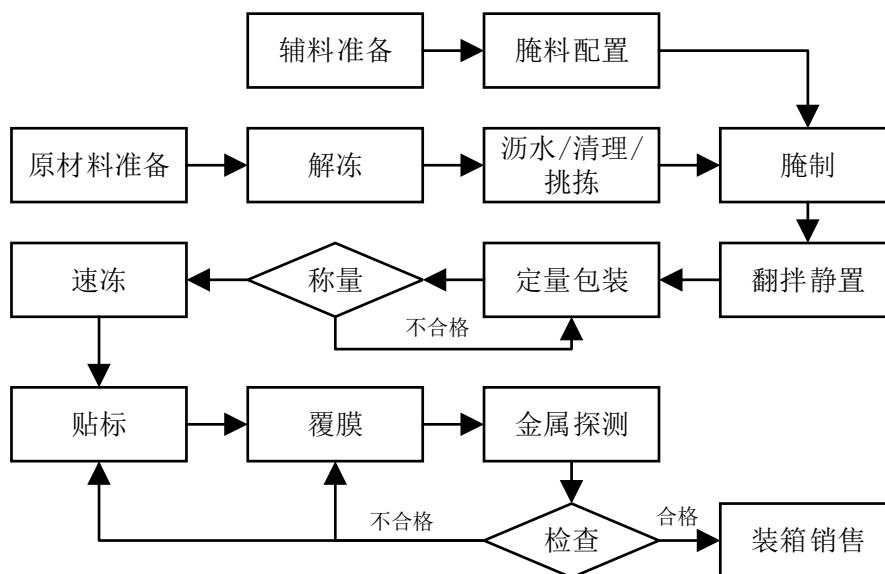 辅料准备
腌料配置
原材料准备
解冻
沥水/清理/
挑拣
腌制
速冻
称量
定量包装
翻拌静置
不合格
贴标
覆膜
金属探测
不合格
检查
合格
装箱销售